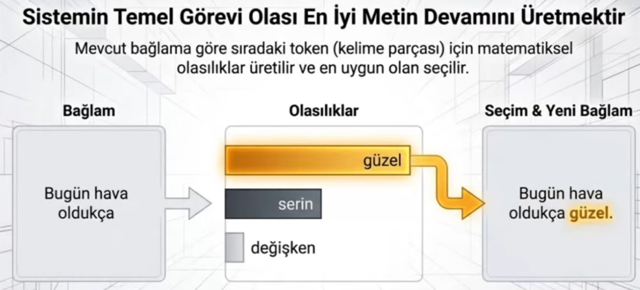 Sistemin Temel Görevi Olası En İyi Metin Devamını Üretmektir
Mevcut bağlama göre sıradaki token (kelime parçası) için matematiksel
olasılıklar üretilir ve en uygun olan seçilir.
Bağlam
Bugün hava
oldukça
Olasılıklar
güzel
serin
değişken
Seçim & Yeni Bağlam
Bugün hava
oldukça güzel.